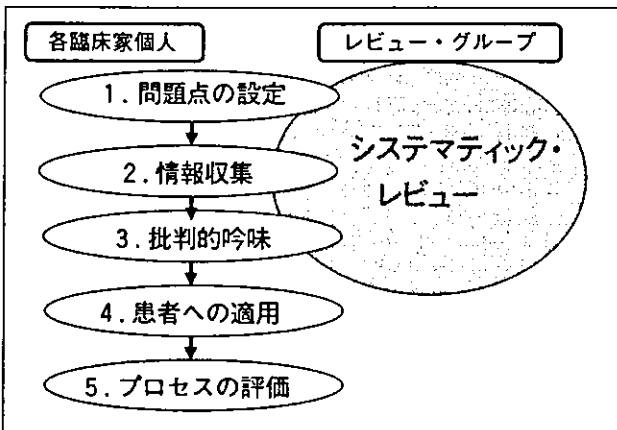 各臨床家個人
レビュー・グループ
1.問題点の設定
2.情報収集
3.批判的吟味
4.患者への適用
5.プロセスの評価
システマティック・
レビュー